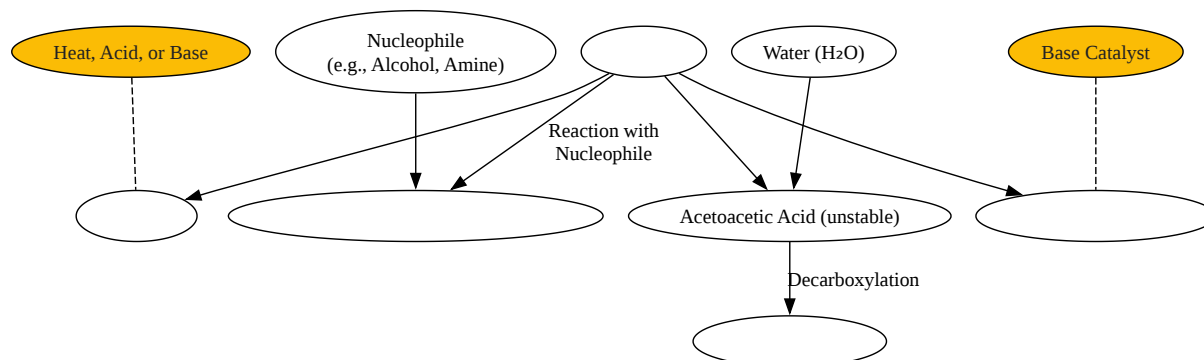 Heat, Acid, or Base
Nucleophile
(e.g., Alcohol, Amine)
Water (H₂O)
Base Catalyst
Reaction with
Nucleophile
Acetoacetic Acid (unstable)
Decarboxylation